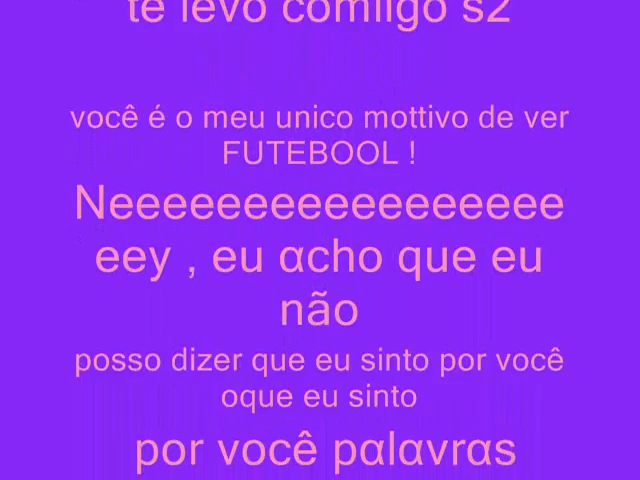 te levo comiigo s2
você é o meu unico mottivo de ver
FUTEBOOL !
Neeeeeeeeeeeeeeeeee
eey , eu αcho que eu
não
posso dizer que eu sinto por você
oque eu sinto
por você pαlαvrαs